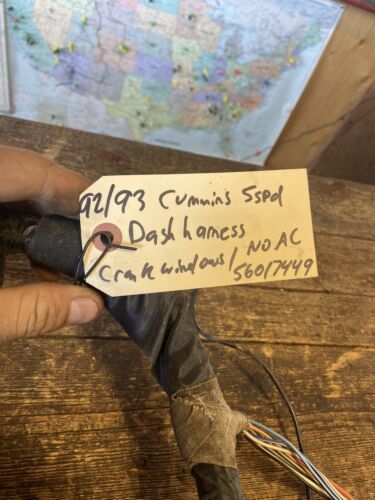 92/93 Cummins 5spd
Dash harness
Crank windows/ NO AC
56017449